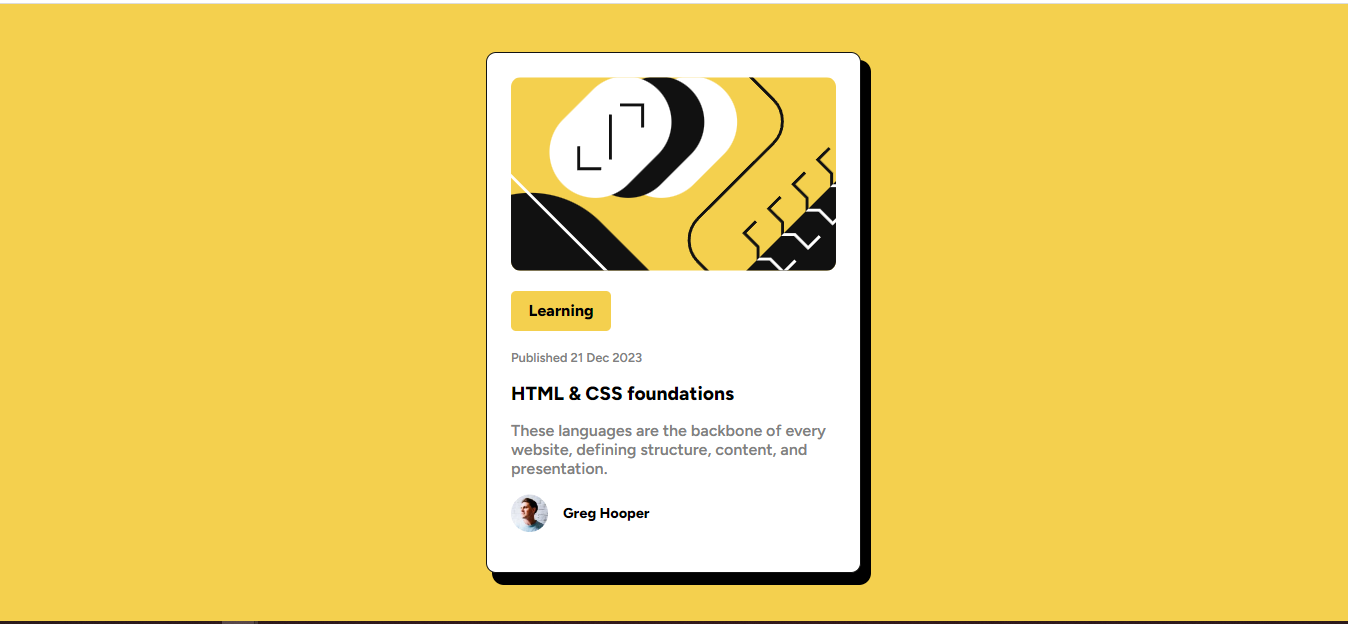 Learning
Published 21 Dec 2023
HTML & CSS foundations
These languages are the backbone of every
website, defining structure, content, and
presentation.
Greg Hooper